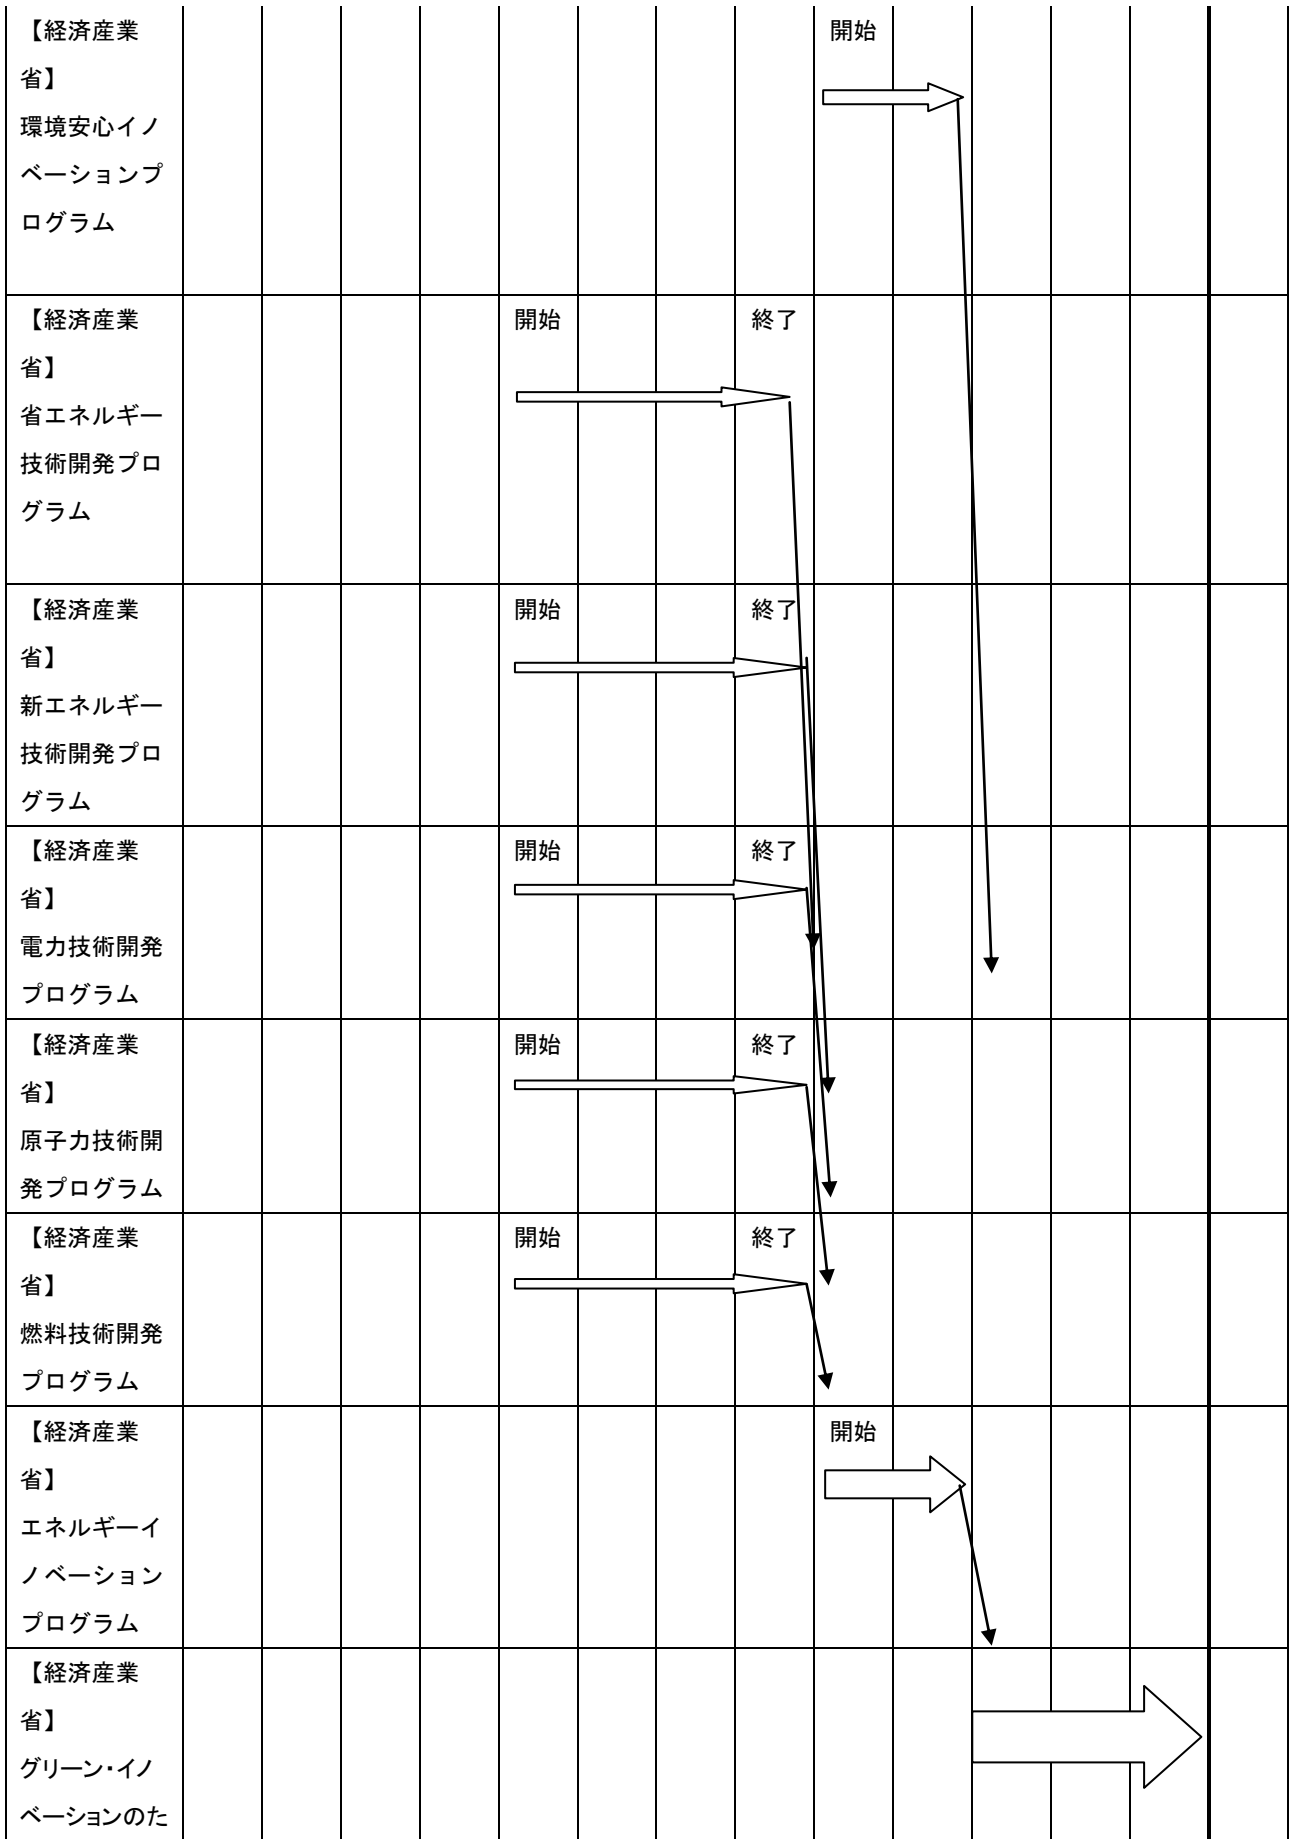 【経済産業 開始
省】
環境安心イノ
ベーションプ
ログラム
【経済産業 開始 終了
省】
省エネルギー
技術開発プロ
グラム
【経済産業 開始 終了
省】
新エネルギー
技術開発プロ
グラム
【経済産業 開始 終了
省】
電力技術開発
プログラム
【経済産業 開始 終了
省】
原子力技術開
発プログラム
【経済産業 開始 終了
省】
燃料技術開発
プログラム
【経済産業 開始
省】
エネルギーイ
ノベーション
プログラム
【経済産業
省】
グリーン・イノ
ベーションのた